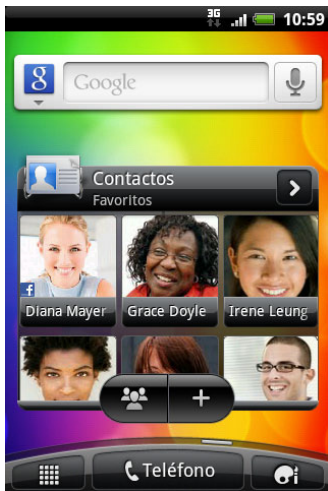 3G
10:59
g
Google
Contactos
Favoritos
f
Diana Mayer
Grace Doyle
Irene Leung
Teléfono